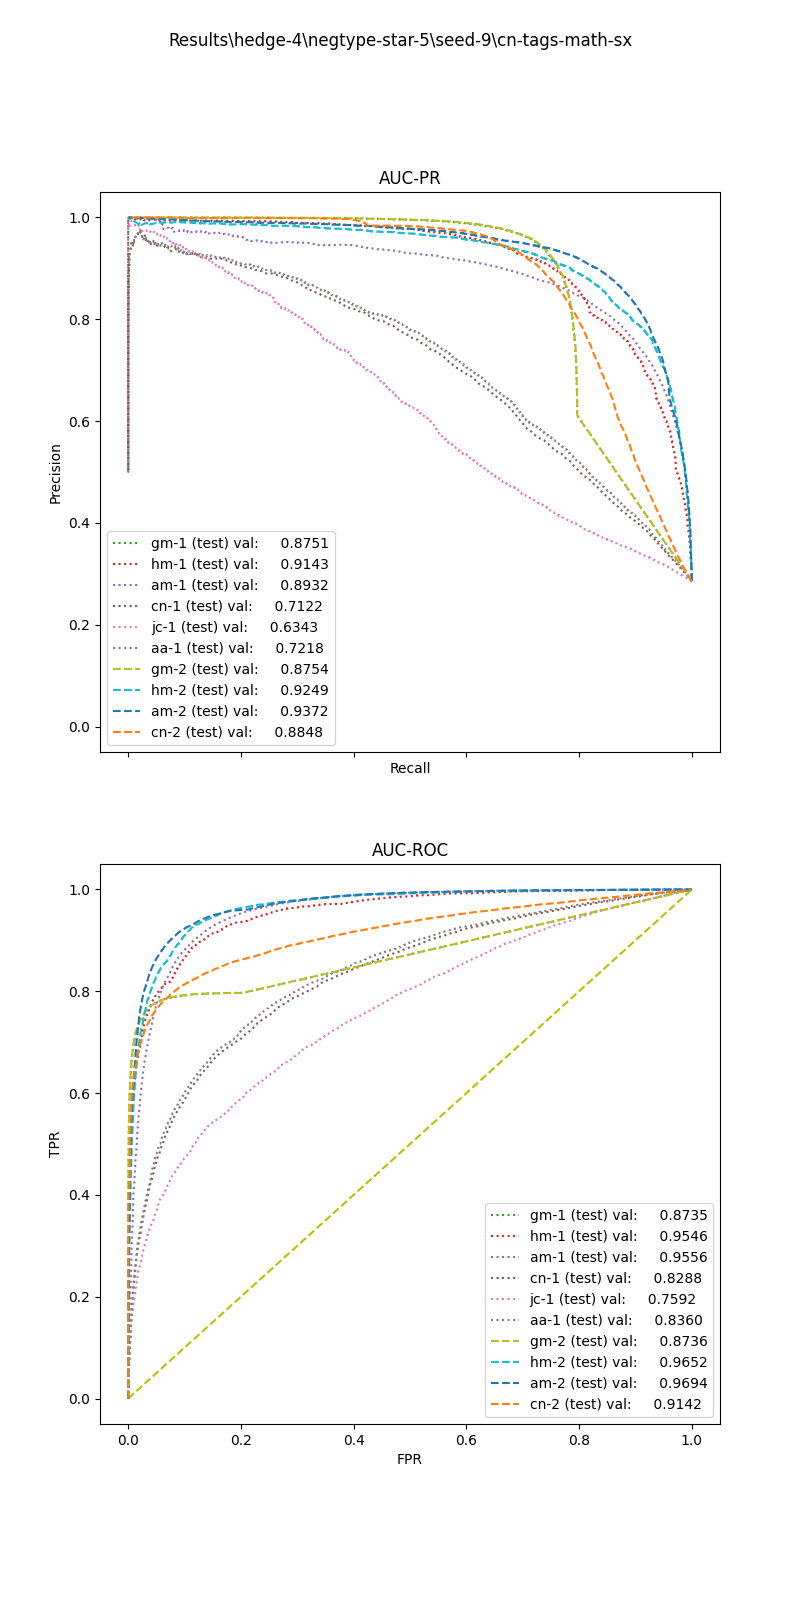 Results\hedge-4\negtype-star-5\seed-9\cn-tags-math-sx
AUC-PR
1.0
0.8
0.6
0.4
0.2
0.0
Precision
gm-1 (test) val: 0.8751
hm-1 (test) val: 0.9143
am-1 (test) val: 0.8932
cn-1 (test) val: 0.7122
jc-1 (test) val: 0.6343
aa-1 (test) val: 0.7218
gm-2 (test) val: 0.8754
hm-2 (test) val: 0.9249
am-2 (test) val: 0.9372
cn-2 (test) val: 0.8848
Recall
AUC-ROC
1.0
0.8
0.6
0.4
0.2
0.0
TPR
gm-1 (test) val: 0.8735
hm-1 (test) val: 0.9546
am-1 (test) val: 0.9556
cn-1 (test) val: 0.8288
jc-1 (test) val: 0.7592
aa-1 (test) val: 0.8360
gm-2 (test) val: 0.8736
hm-2 (test) val: 0.9652
am-2 (test) val: 0.9694
cn-2 (test) val: 0.9142
0.0 0.2 0.4 0.6 0.8 1.0
FPR